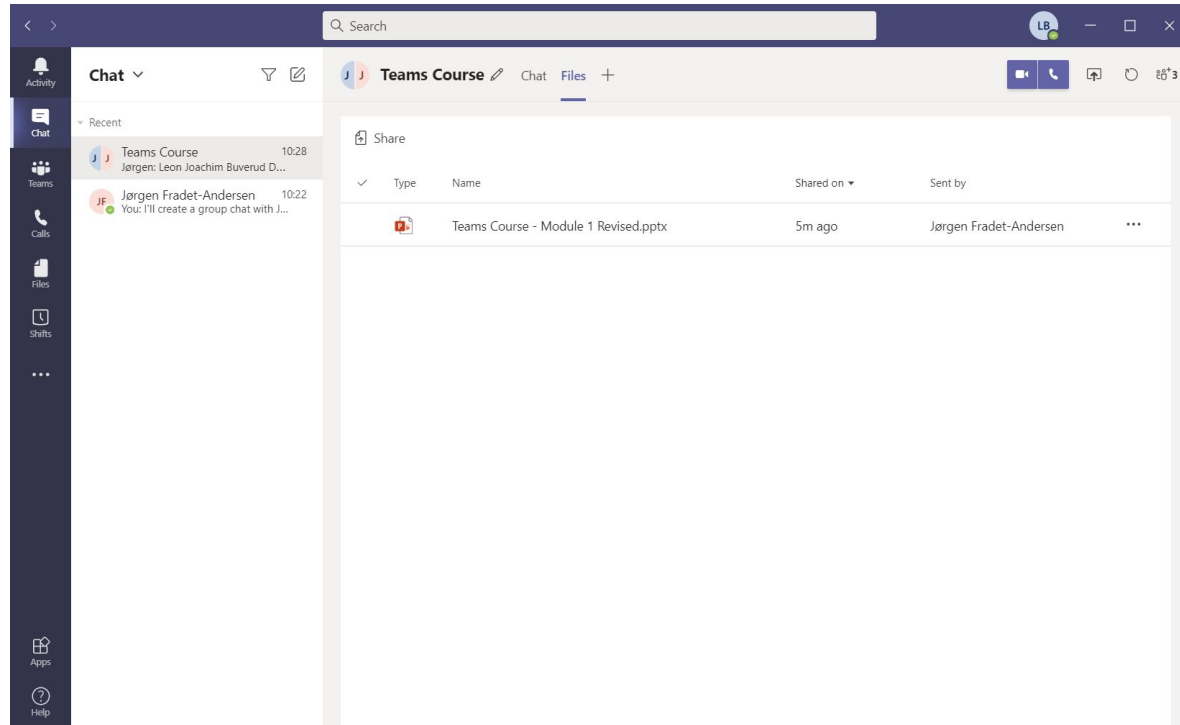 Search
LB
Activity
Chat
Teams
Calls
Files
Shifts
Apps
Help
Chat
Recent
J J
Teams Course 10:28
Jørgen: Leon Joachim Buverud D...
JF
Jørgen Fradet-Andersen 10:22
You: I'll create a group chat with J...
J J Teams Course Chat Files 3
Share
Type Name Shared on Sent by
Teams Course - Module 1 Revised.pptx 5m ago Jørgen Fradet-Andersen